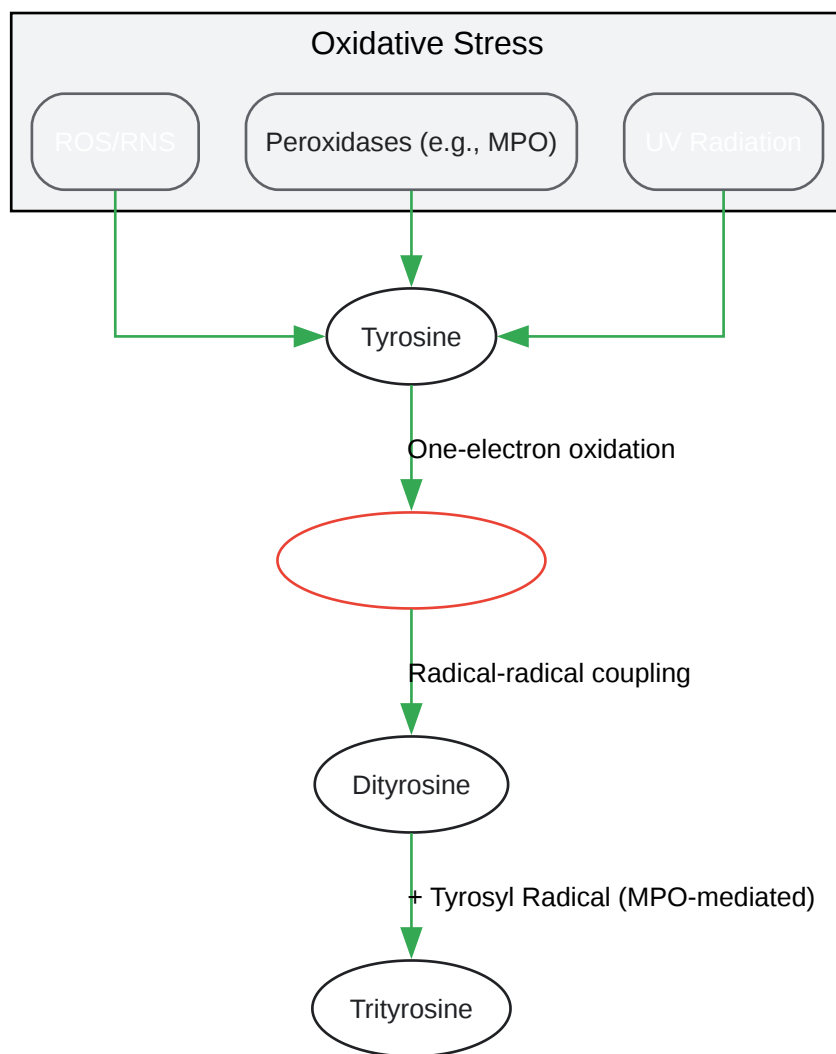 Oxidative Stress
ROS/RNS
Peroxidases (e.g., MPO)
UV Radiation
Tyrosine
One-electron oxidation
Radical-radical coupling
Dityrosine
+ Tyrosyl Radical (MPO-mediated)
Trityrosine